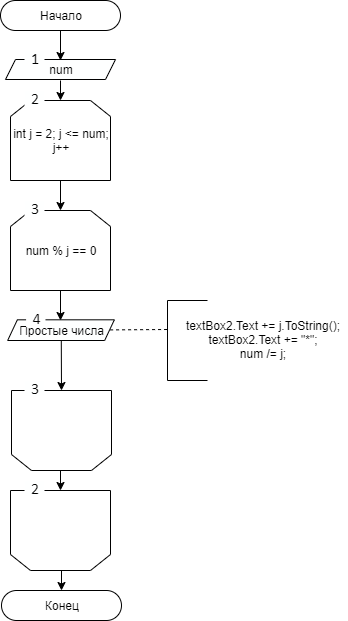 Начало
1
num
2
int j = 2; j <= num;
j++
3
num % j == 0
4
Простые числа
textBox2.Text += j.ToString();
textBox2.Text += "*";
num /= j;
3
2
Конец